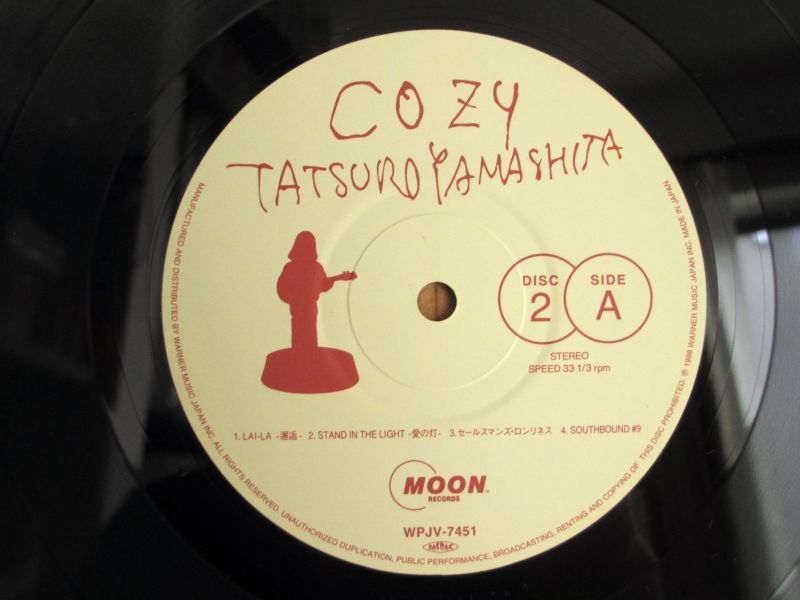 COZY
TATSURO YAMASHITA
DISC
2
SIDE
A
STEREO
SPEED 33 1/3 rpm
1. LAI-LA -邂逅- 2. STAND IN THE LIGHT -愛の灯- 3. セールスマンズ・ロンリネス 4. SOUTHBOUND #9
MOON
RECORDS
WPJV-7451
JASRAC
MANUFACTURED AND DISTRIBUTED BY WARNER MUSIC JAPAN INC. ALL RIGHTS RESERVED. UNAUTHORIZED DUPLICATION, PUBLIC PERFORMANCE, BROADCASTING, RENTING AND COPYING OF THIS DISC PROHIBITED. ℗ 1998 WARNER MUSIC JAPAN INC. MADE IN JAPAN